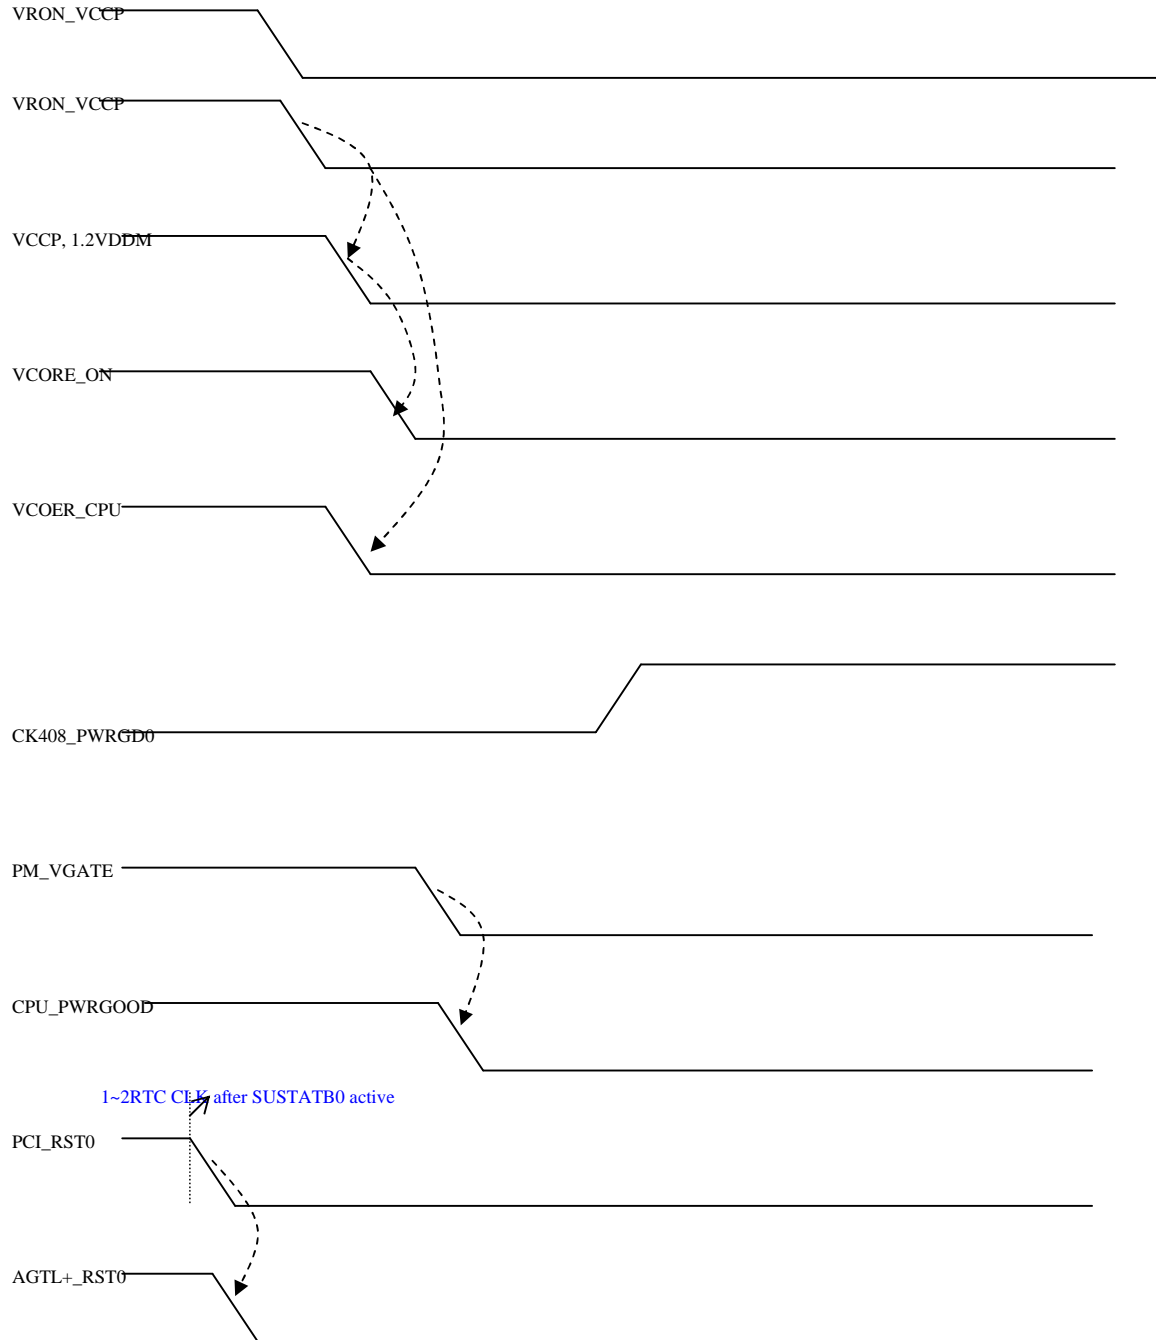 VRON_VCCP
VRON_VCCP
VCCP, 1.2VDDM
VCORE_ON
VCOER_CPU
CK408_PWRGD0
PM_VGATE
CPU_PWRGOOD
1~2RTC CLK after SUSTATB0 active
PCI_RST0
AGTL+_RST0